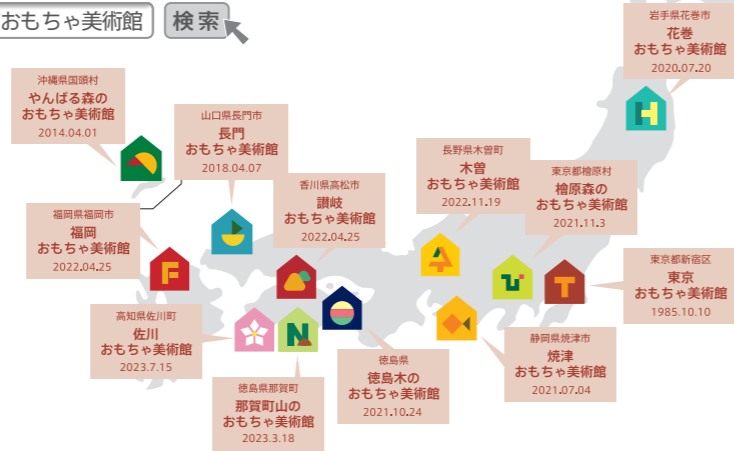 おもちゃ美術館 検索
岩手県花巻市
花巻
おもちゃ美術館
2020.07.20
沖縄県国頭村
やんばる森の
おもちゃ美術館
2014.04.01
山口県長門市
長門
おもちゃ美術館
2018.04.07
長野県木曽町
木曽
おもちゃ美術館
2022.11.19
東京都檜原村
檜原森の
おもちゃ美術館
2021.11.3
香川県高松市
讃岐
おもちゃ美術館
2022.04.25
福岡県福岡市
福岡
おもちゃ美術館
2022.04.25
東京都新宿区
東京
おもちゃ美術館
1985.10.10
高知県佐川町
佐川
おもちゃ美術館
2023.7.15
静岡県焼津市
焼津
おもちゃ美術館
2021.07.04
徳島県
徳島木の
おもちゃ美術館
2021.10.24
徳島県那賀町
那賀町山の
おもちゃ美術館
2023.3.18
H
F
T
N